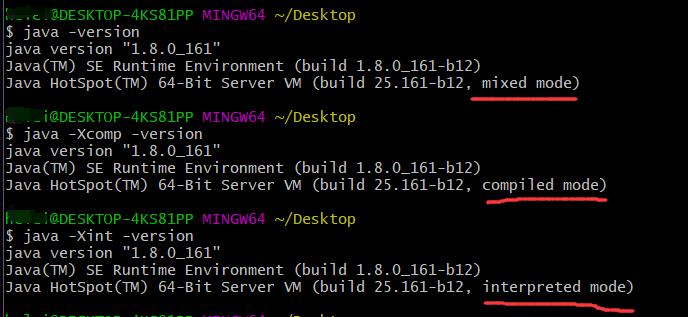 @DESKTOP-4KS81PP MINGW64 ~/Desktop
$ java -version
java version "1.8.0_161"
Java(TM) SE Runtime Environment (build 1.8.0_161-b12)
Java HotSpot(TM) 64-Bit Server VM (build 25.161-b12, mixed mode)
@DESKTOP-4KS81PP MINGW64 ~/Desktop
$ java -Xcomp -version
java version "1.8.0_161"
Java(TM) SE Runtime Environment (build 1.8.0_161-b12)
Java HotSpot(TM) 64-Bit Server VM (build 25.161-b12, compiled mode)
@DESKTOP-4KS81PP MINGW64 ~/Desktop
$ java -Xint -version
java version "1.8.0_161"
Java(TM) SE Runtime Environment (build 1.8.0_161-b12)
Java HotSpot(TM) 64-Bit Server VM (build 25.161-b12, interpreted mode)